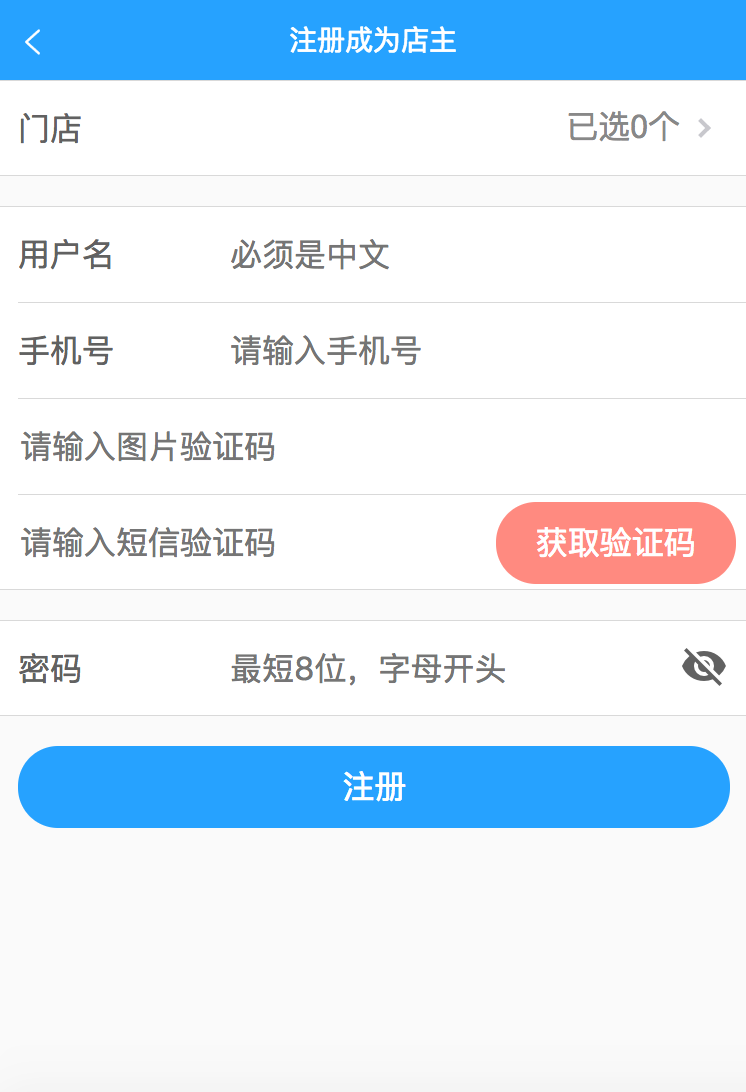 注册成为店主
门店 已选0个
用户名 必须是中文
手机号 请输入手机号
请输入图片验证码
请输入短信验证码 获取验证码
密码 最短8位，字母开头
注册